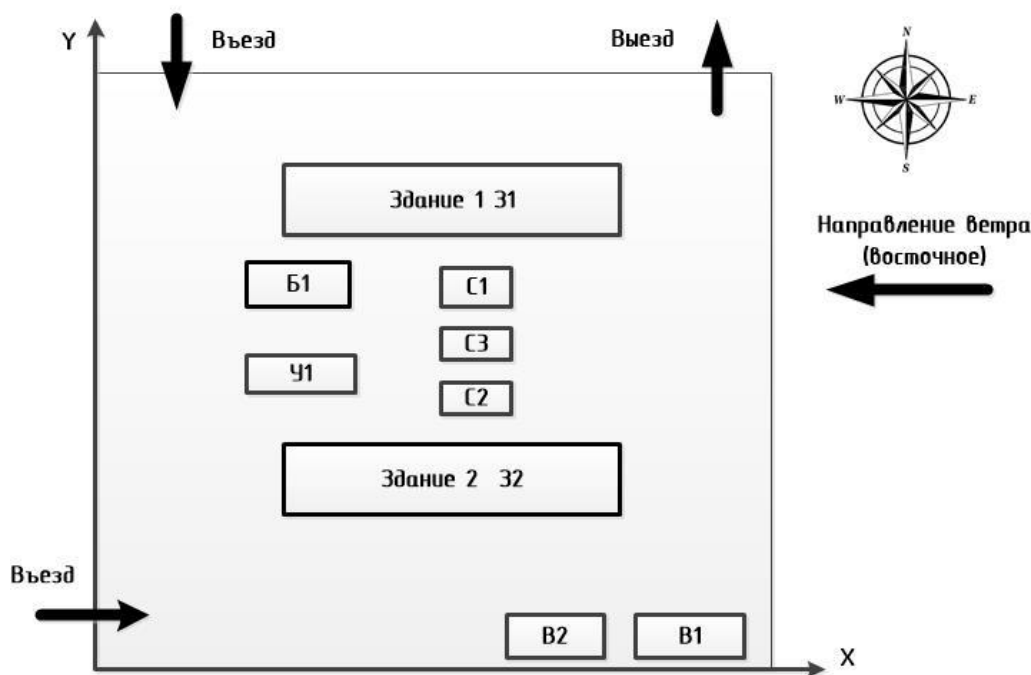 Y
Въезд
Выезд
N
W
E
S
Здание 1 З1
Направление ветра
(восточное)
Б1
С1
С3
У1
С2
Здание 2 З2
Въезд
В2
В1
X